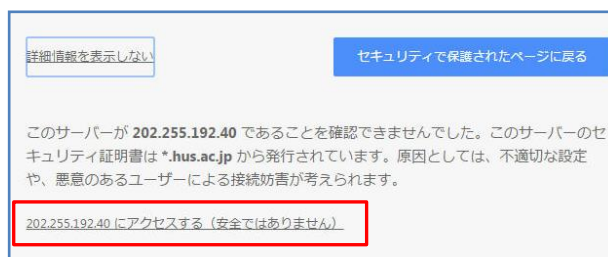 詳細情報を表示しない
セキュリティで保護されたページに戻る
このサーバーが 202.255.192.40 であることを確認できませんでした。このサーバーのセ
キュリティ証明書は *.hus.ac.jp から発行されています。原因としては、不適切な設定
や、悪意のあるユーザーによる接続妨害が考えられます。
202.255.192.40 にアクセスする（安全ではありません）